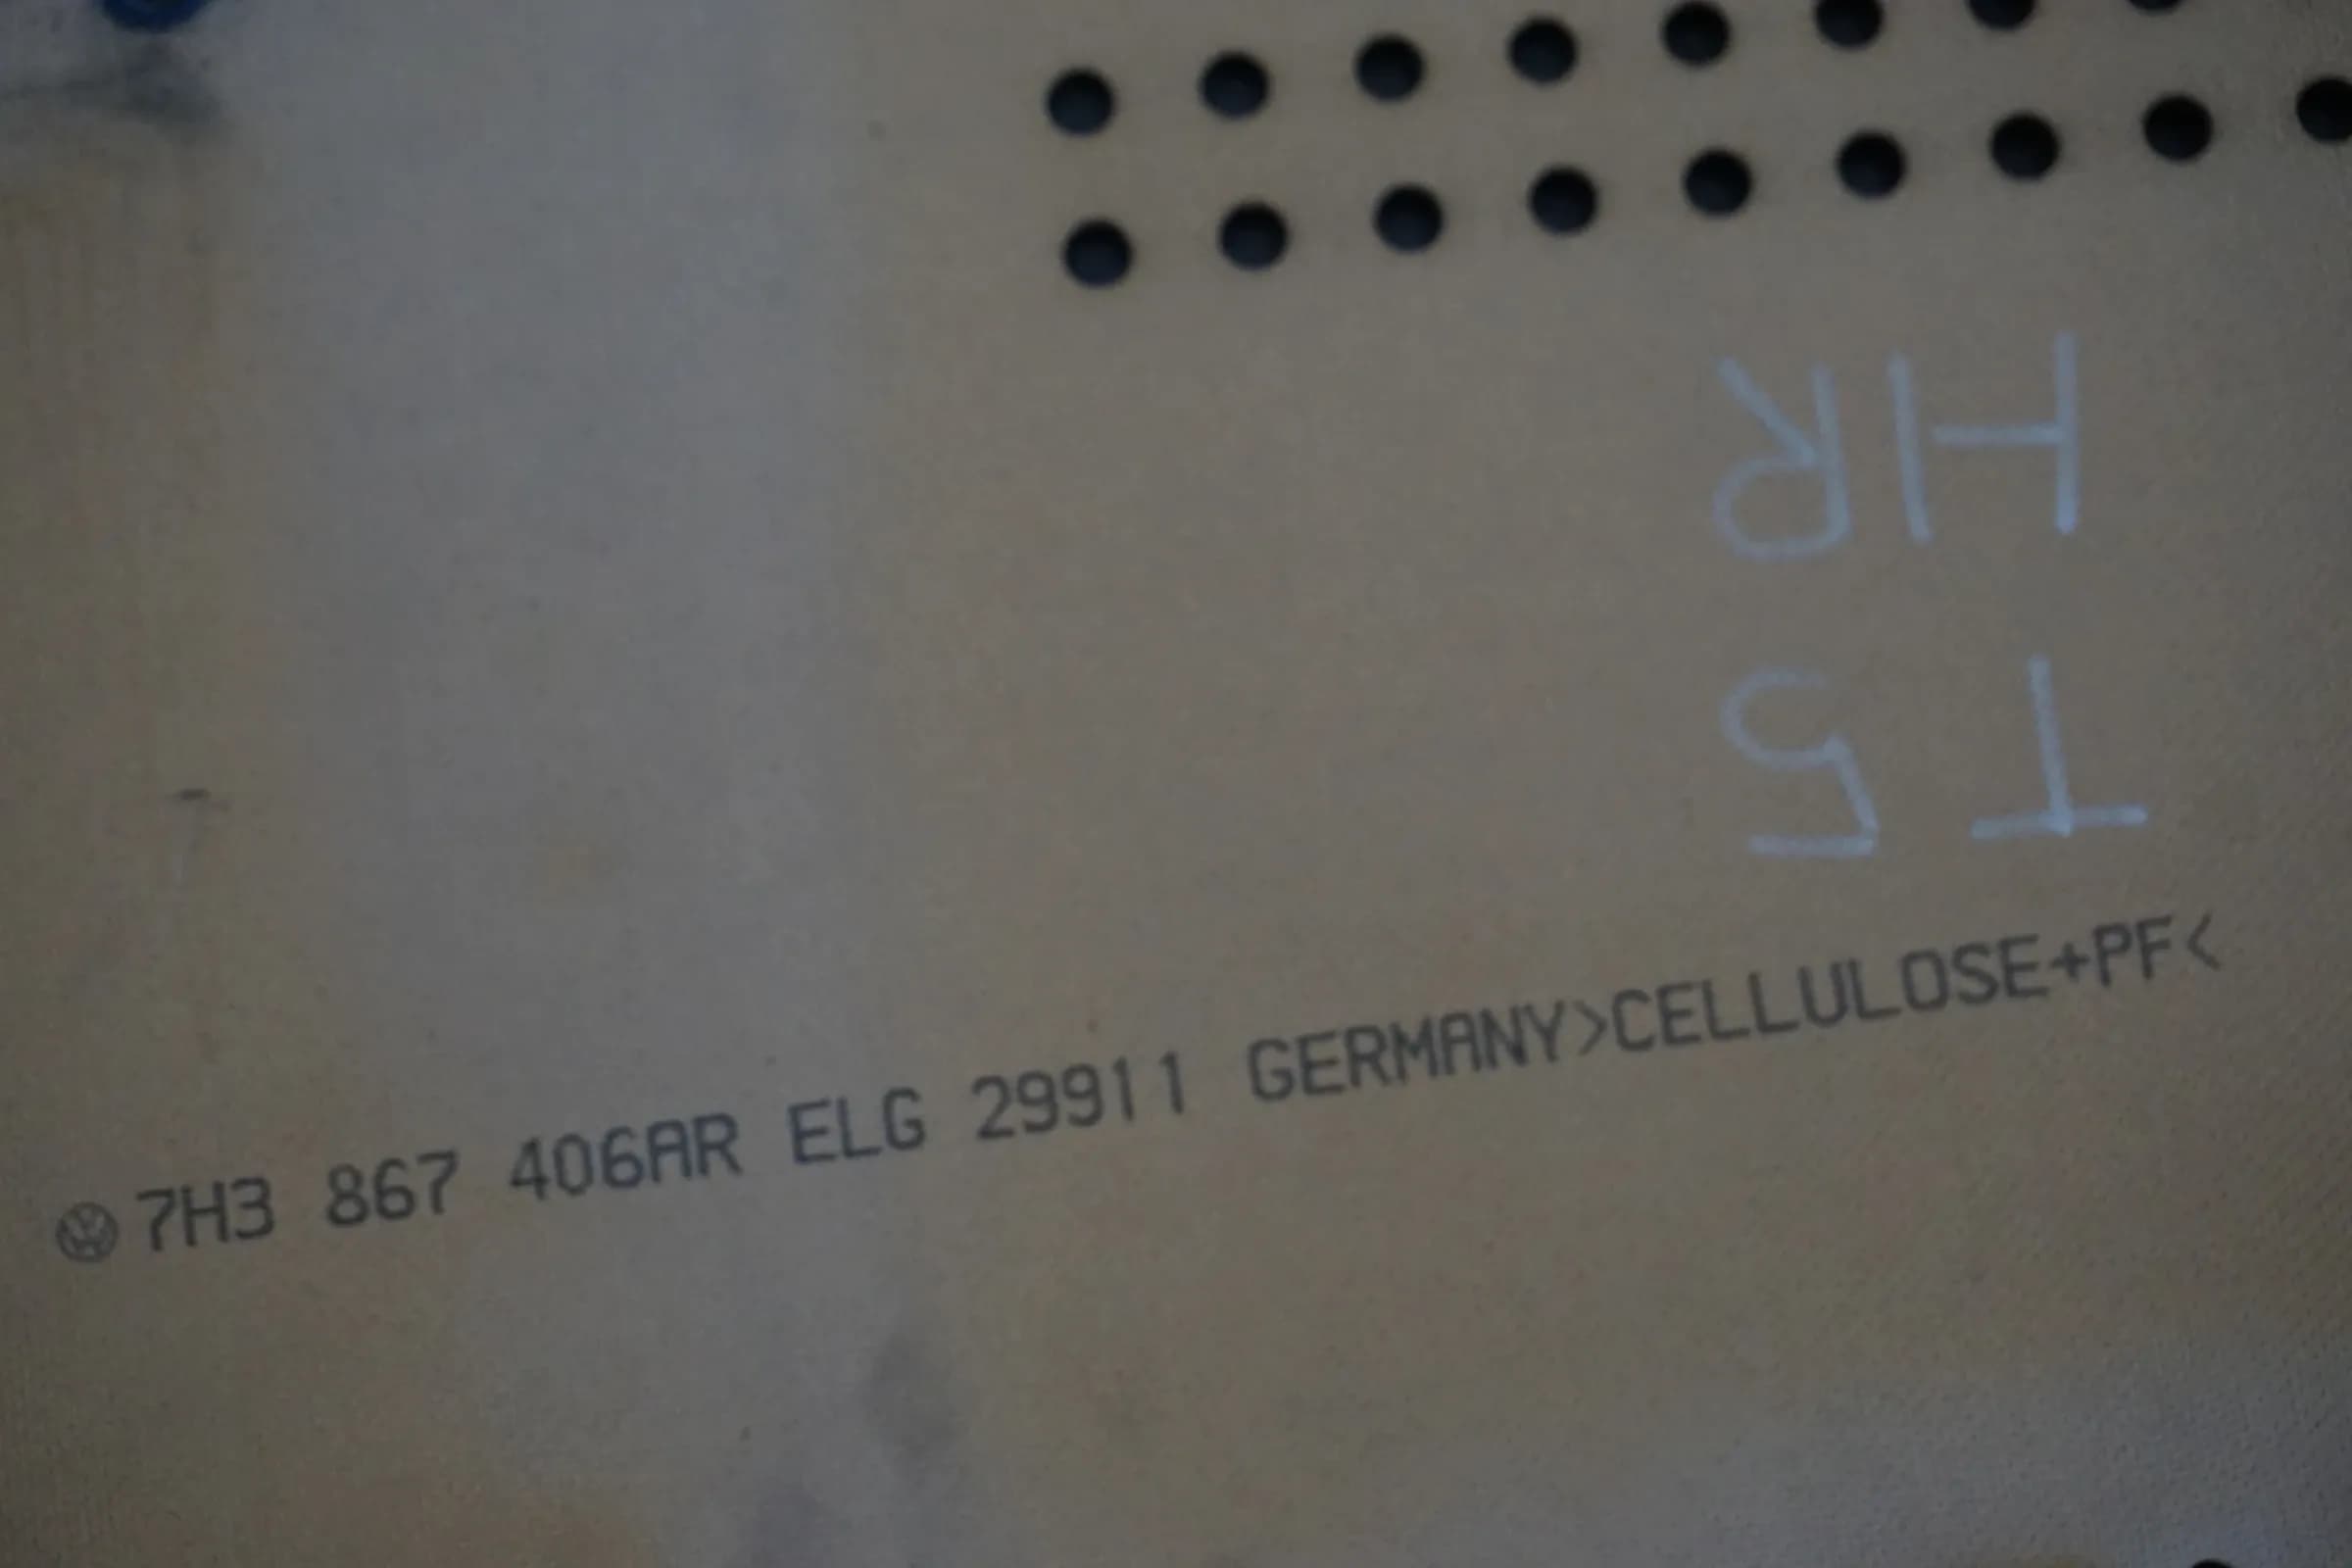 T5
HR
7H3 867 406AR ELG 29911 GERMANY>CELLULOSE+PF<